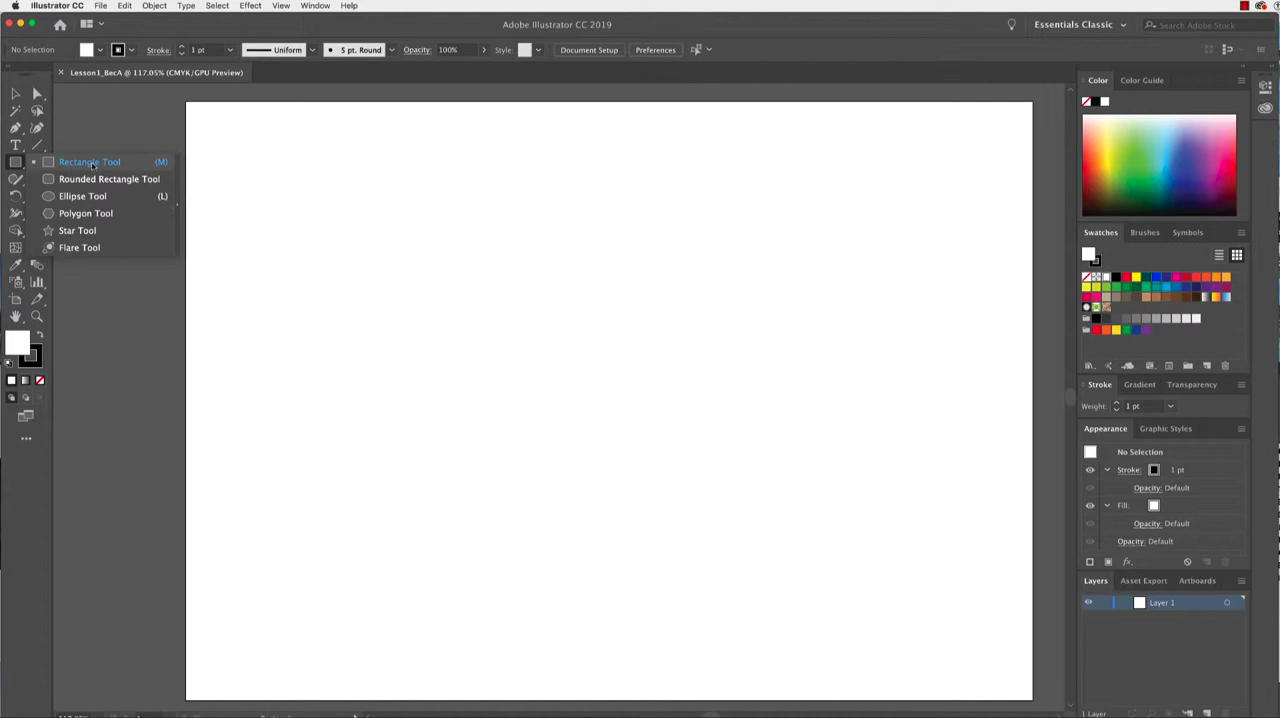 Illustrator CC File Edit Object Type Select Effect View Window Help
Adobe Illustrator CC 2019
Essentials Classic
Search Adobe Stock
No Selection
Stroke: 1 pt
Uniform
5 pt. Round
Opacity: 100%
Style:
Document Setup
Preferences
Lesson1_BecA @ 117.05% (CMYK/GPU Preview)
Color Color Guide
Rectangle Tool (M)
Rounded Rectangle Tool
Ellipse Tool (L)
Polygon Tool
Star Tool
Flare Tool
Swatches Brushes Symbols
Stroke Gradient Transparency
Weight: 1 pt
Appearance Graphic Styles
No Selection
Stroke: 1 pt
Opacity: Default
Fill:
Opacity: Default
Opacity: Default
fx.
Layers Asset Export Artboards
Layer 1
1 Layer